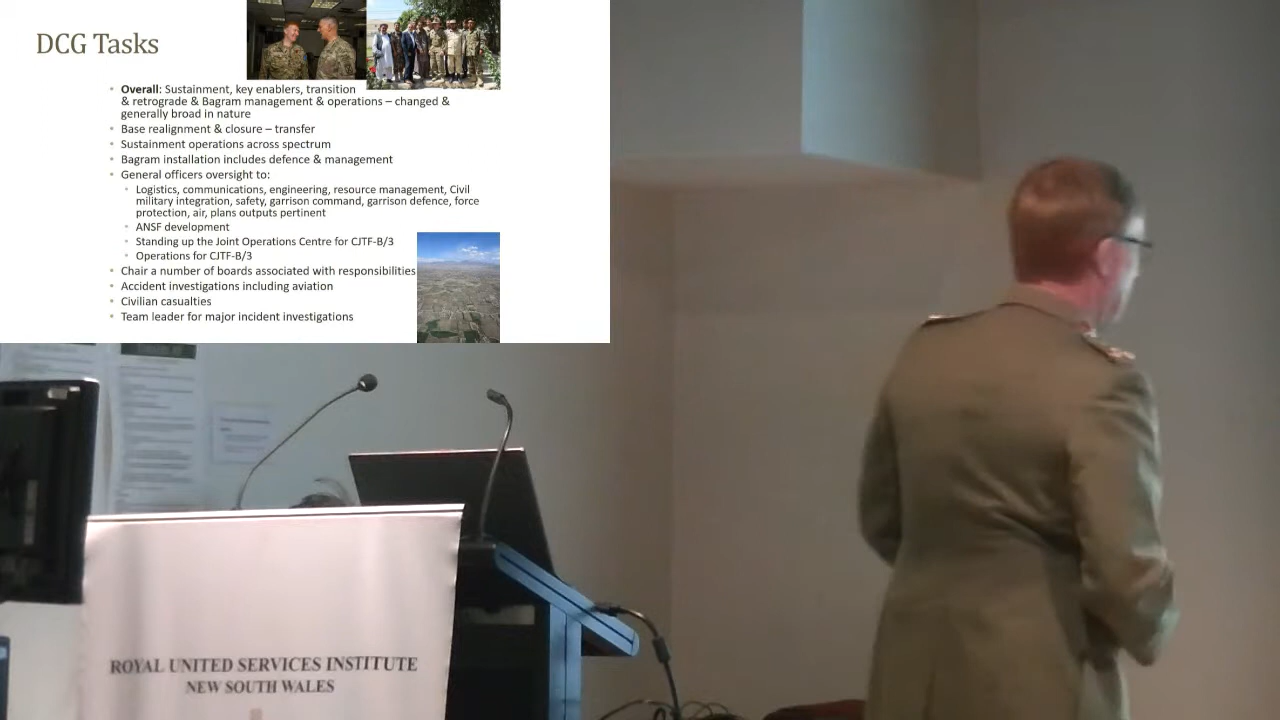 DCG Tasks
• Overall: Sustainment, key enablers, transition
& retrograde & Bagram management & operations – changed &
generally broad in nature
• Base realignment & closure – transfer
• Sustainment operations across spectrum
• Bagram installation includes defence & management
• General officers oversight to:
• Logistics, communications, engineering, resource management, Civil
military integration, safety, garrison command, garrison defence, force
protection, air, plans outputs pertinent
• ANSF development
• Standing up the Joint Operations Centre for CJTF-B/3
• Operations for CJTF-B/3
• Chair a number of boards associated with responsibilities
• Accident investigations including aviation
• Civilian casualties
• Team leader for major incident investigations
ROYAL UNITED SERVICES INSTITUTE
NEW SOUTH WALES